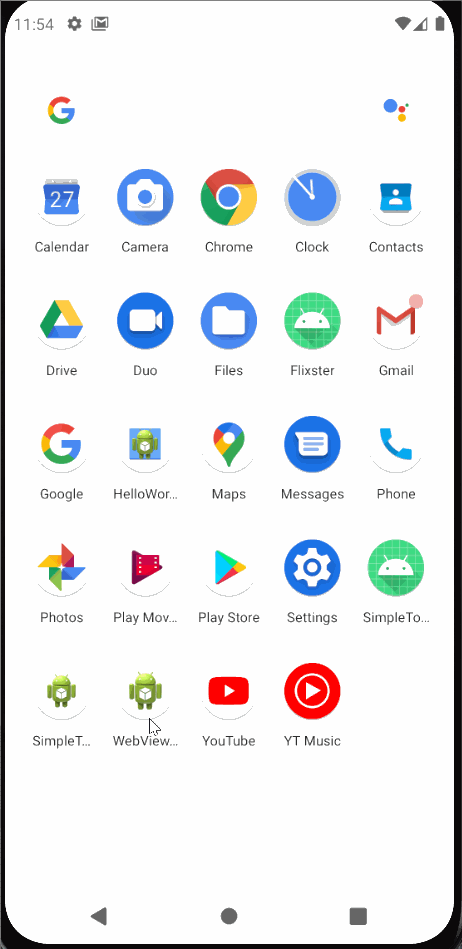 11:54
27
Calendar Camera Chrome Clock Contacts
Drive Duo Files Flixster Gmail
Google HelloWor... Maps Messages Phone
Photos Play Mov... Play Store Settings SimpleTo...
SimpleT... WebView... YouTube YT Music